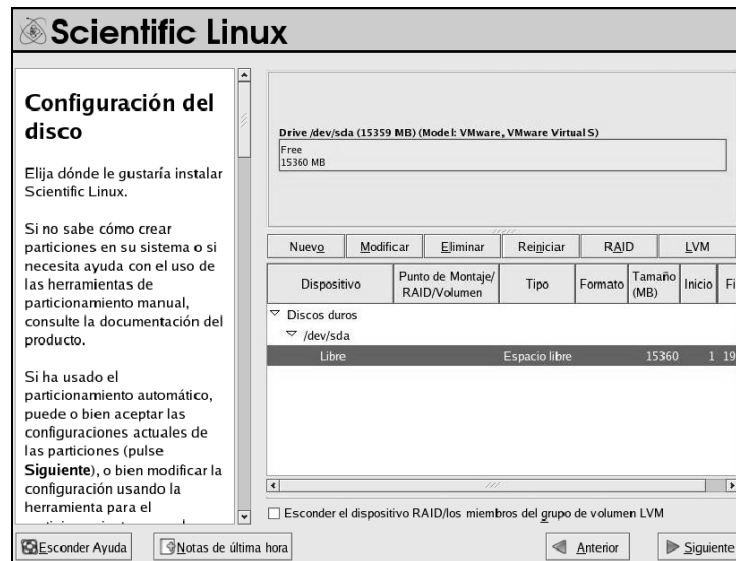 Scientific Linux
Configuración del
disco
Elija dónde le gustaría instalar
Scientific Linux.
Si no sabe cómo crear
particiones en su sistema o si
necesita ayuda con el uso de
las herramientas de
particionamiento manual,
consulte la documentación del
producto.
Si ha usado el
particionamiento automático,
puede o bien aceptar las
configuraciones actuales de
las particiones (pulse
Siguiente), o bien modificar la
configuración usando la
herramienta para el
Drive /dev/sda (15359 MB) (Model: VMware, VMware Virtual S)
Free
15360 MB
Nuevo Modificar Eliminar Reiniciar RAID LVM
Dispositivo Punto de Montaje/ RAID/Volumen Tipo Formato Tamaño (MB) Inicio Fi
Discos duros
/dev/sda
Libre Espacio libre 15360 1 19
Esconder el dispositivo RAID/los miembros del grupo de volumen LVM
Esconder Ayuda Notas de última hora Anterior Siguiente